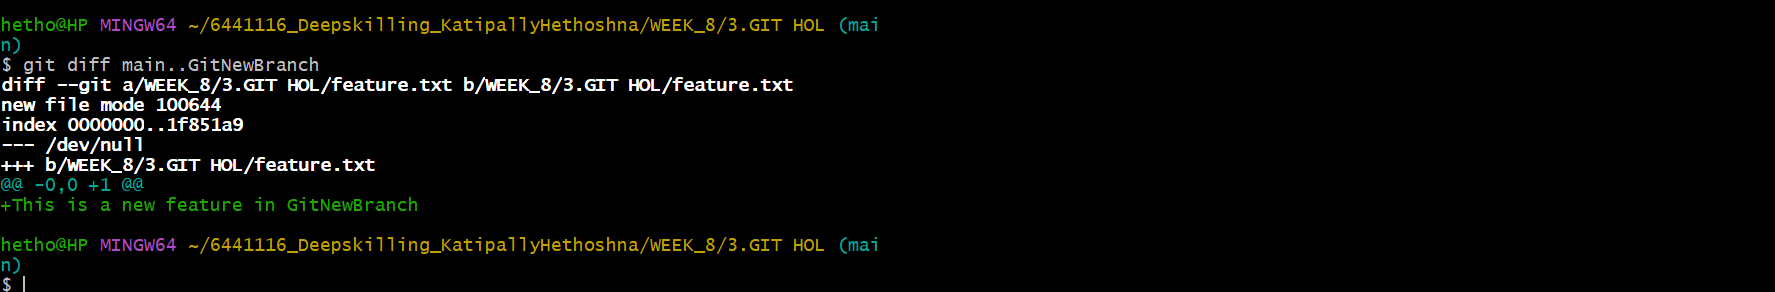 hetho@HP MINGW64 ~/6441116_Deepskilling_KatipallyHethoshna/WEEK_8/3.GIT HOL (mai
n)
$ git diff main..GitNewBranch
diff --git a/WEEK_8/3.GIT HOL/feature.txt b/WEEK_8/3.GIT HOL/feature.txt
new file mode 100644
index 0000000..1f851a9
--- /dev/null
+++ b/WEEK_8/3.GIT HOL/feature.txt
@@ -0,0 +1 @@
+This is a new feature in GitNewBranch
hetho@HP MINGW64 ~/6441116_Deepskilling_KatipallyHethoshna/WEEK_8/3.GIT HOL (mai
n)
$